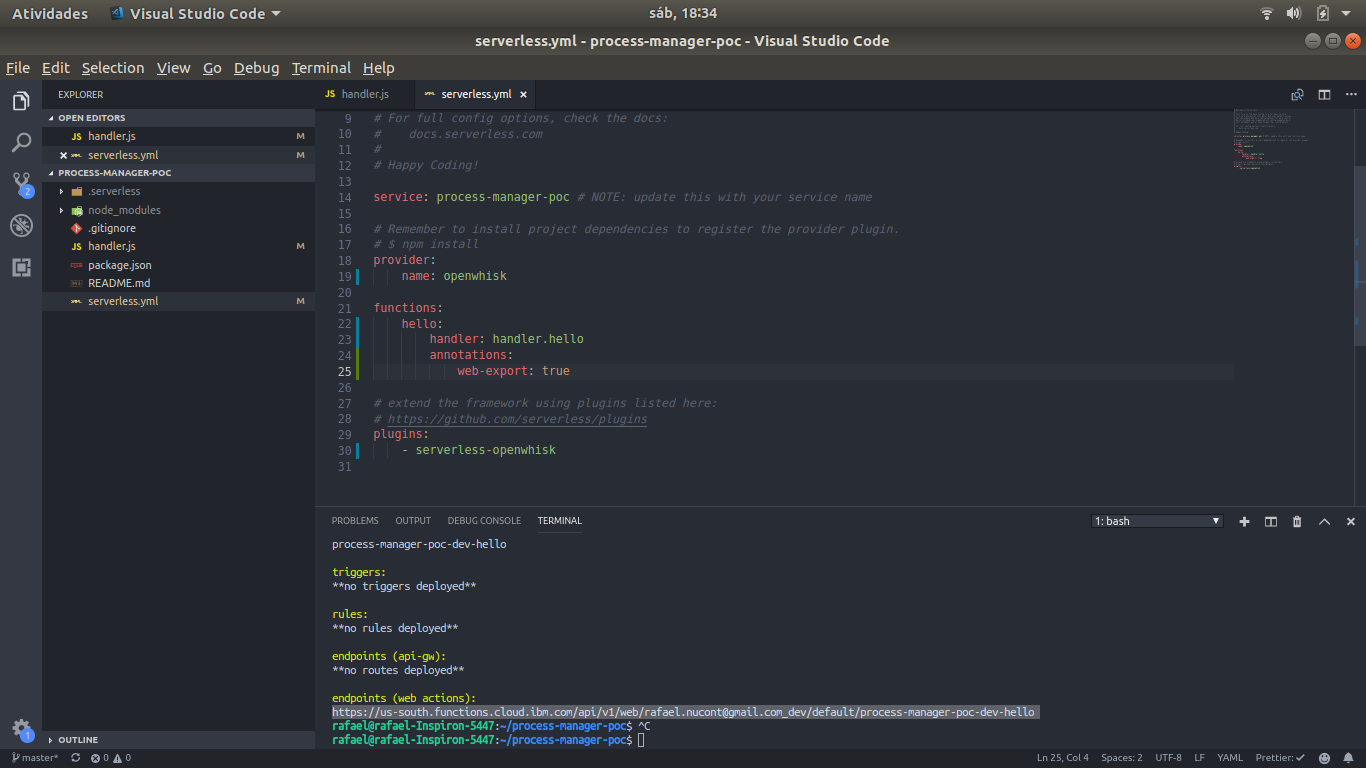 Atividades
Visual Studio Code
sáb, 18:34
serverless.yml - process-manager-poc - Visual Studio Code
File Edit Selection View Go Debug Terminal Help
EXPLORER
OPEN EDITORS
JS handler.js M
serverless.yml M
PROCESS-MANAGER-POC
.serverless
node_modules
.gitignore
JS handler.js M
package.json
README.md
serverless.yml M
OUTLINE
2
1
JS handler.js
serverless.yml
9 # For full config options, check the docs:
10 #    docs.serverless.com
11 #
12 # Happy Coding!
13
14 service: process-manager-poc # NOTE: update this with your service name
15
16 # Remember to install project dependencies to register the provider plugin.
17 # $ npm install
18 provider:
19     name: openwhisk
20
21 functions:
22     hello:
23         handler: handler.hello
24         annotations:
25             web-export: true
26
27 # extend the framework using plugins listed here:
28 # https://github.com/serverless/plugins
29 plugins:
30     - serverless-openwhisk
31
PROBLEMS OUTPUT DEBUG CONSOLE TERMINAL
1: bash
process-manager-poc-dev-hello
triggers:
**no triggers deployed**
rules:
**no rules deployed**
endpoints (api-gw):
**no routes deployed**
endpoints (web actions):
https://us-south.functions.cloud.ibm.com/api/v1/web/rafael.nucont@gmail.com_dev/default/process-manager-poc-dev-hello
rafael@rafael-Inspiron-5447:~/process-manager-poc$ ^C
rafael@rafael-Inspiron-5447:~/process-manager-poc$
master* 0 0
Ln 25, Col 4 Spaces: 2 UTF-8 LF YAML Prettier: ✓